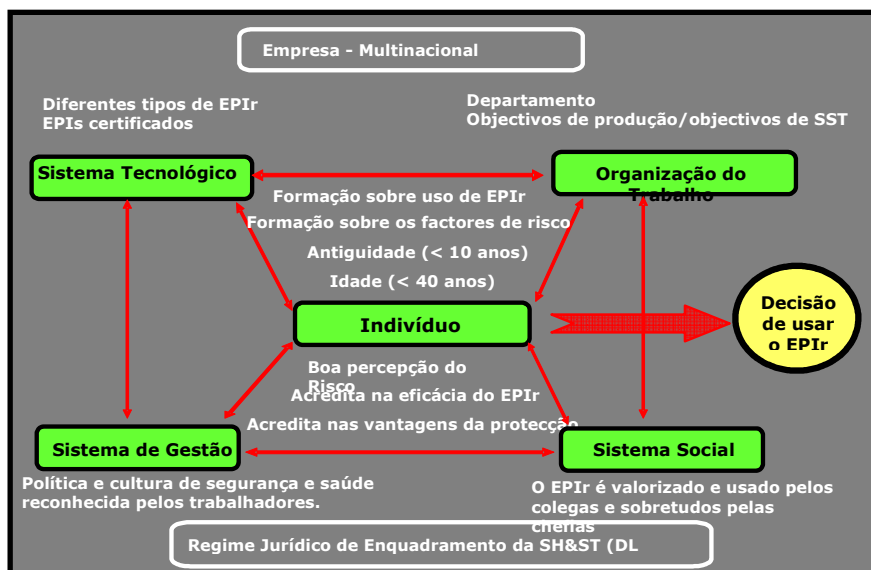 Empresa - Multinacional
Diferentes tipos de EPIr
EPIs certificados
Departamento
Objectivos de produção/objectivos de SST
Sistema Tecnológico
Organização do
Trabalho
Formação sobre uso de EPIr
Formação sobre os factores de risco
Antiguidade (< 10 anos)
Idade (< 40 anos)
Indivíduo
Decisão
de usar
o EPIr
Boa percepção do
Risco
Acredita na eficácia do EPIr
Acredita nas vantagens da protecção
Sistema de Gestão
Sistema Social
Política e cultura de segurança e saúde
reconhecida pelos trabalhadores.
O EPIr é valorizado e usado pelos
colegas e sobretudos pelas
chefias
Regime Jurídico de Enquadramento da SH&ST (DL